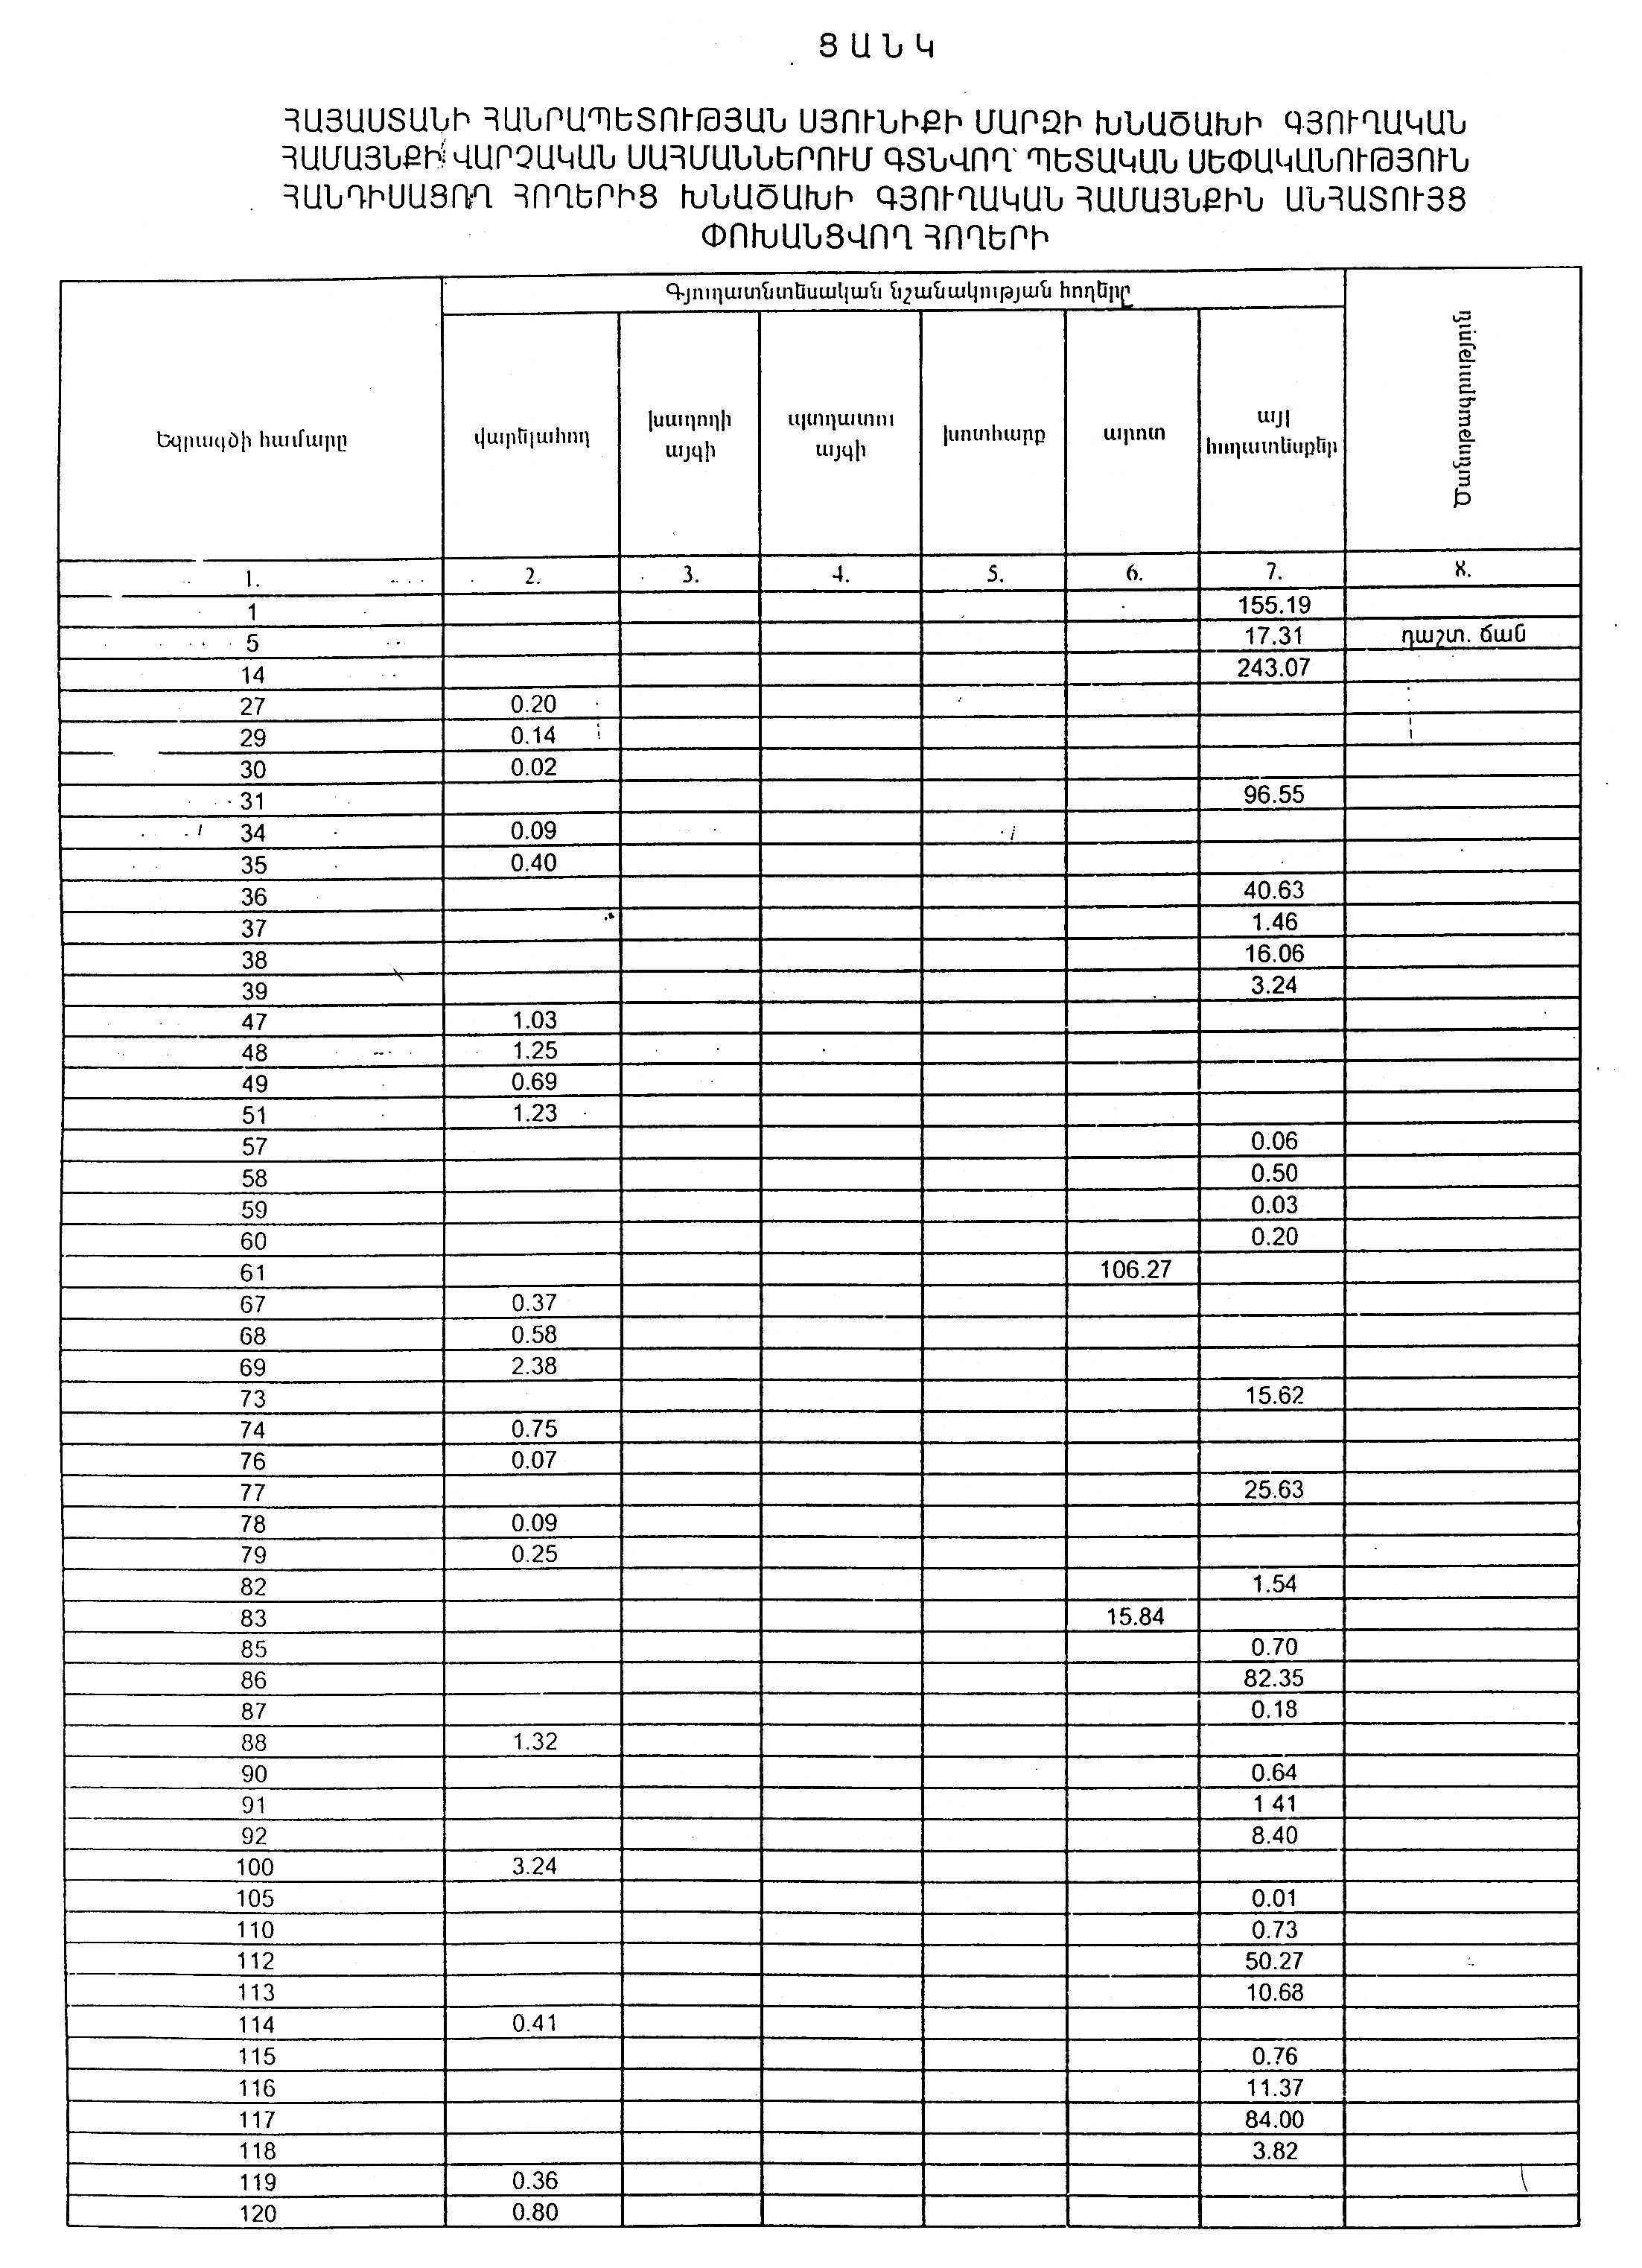 ՑԱՆԿ
ՀԱՅԱՍՏԱՆԻ ՀԱՆՐԱՊԵՏՈՒԹՅԱՆ ՍՅՈՒՆԻՔԻ ՄԱՐԶԻ ԽՆԱԾԱԽԻ ԳՅՈՒՂԱԿԱՆ
ՀԱՄԱՅՆՔԻ ՎԱՐՉԱԿԱՆ ՍԱՀՄԱՆՆԵՐՈՒՄ ԳՏՆՎՈՂ՝ ՊԵՏԱԿԱՆ ՍԵՓԱԿԱՆՈՒԹՅՈՒՆ
ՀԱՆԴԻՍԱՑՈՂ ՀՈՂԵՐԻՑ ԽՆԱԾԱԽԻ ԳՅՈՒՂԱԿԱՆ ՀԱՄԱՅՆՔԻՆ ԱՆՀԱՏՈՒՅՑ
ՓՈԽԱՆՑՎՈՂ ՀՈՂԵՐԻ
Գյուղատնտեսական նշանակության հողերը
Եզրագծի համարը
վարելահող
խաղողի
այգի
պտղատու
այգի
խոտհարք
արոտ
այլ
հողատեսքեր
Ծանոթություն
1. 2. 3. 4. 5. 6. 7. 8.
1 155.19
5 17.31 դաշտ. ճան
14 243.07
27 0.20
29 0.14
30 0.02
31 96.55
34 0.09
35 0.40
36 40.63
37 1.46
38 16.06
39 3.24
47 1.03
48 1.25
49 0.69
51 1.23
57 0.06
58 0.50
59 0.03
60 0.20
61 106.27
67 0.37
68 0.58
69 2.38
73 15.62
74 0.75
76 0.07
77 25.63
78 0.09
79 0.25
82 1.54
83 15.84
85 0.70
86 82.35
87 0.18
88 1.32
90 0.64
91 1 41
92 8.40
100 3.24
105 0.01
110 0.73
112 50.27
113 10.68
114 0.41
115 0.76
116 11.37
117 84.00
118 3.82
119 0.36
120 0.80